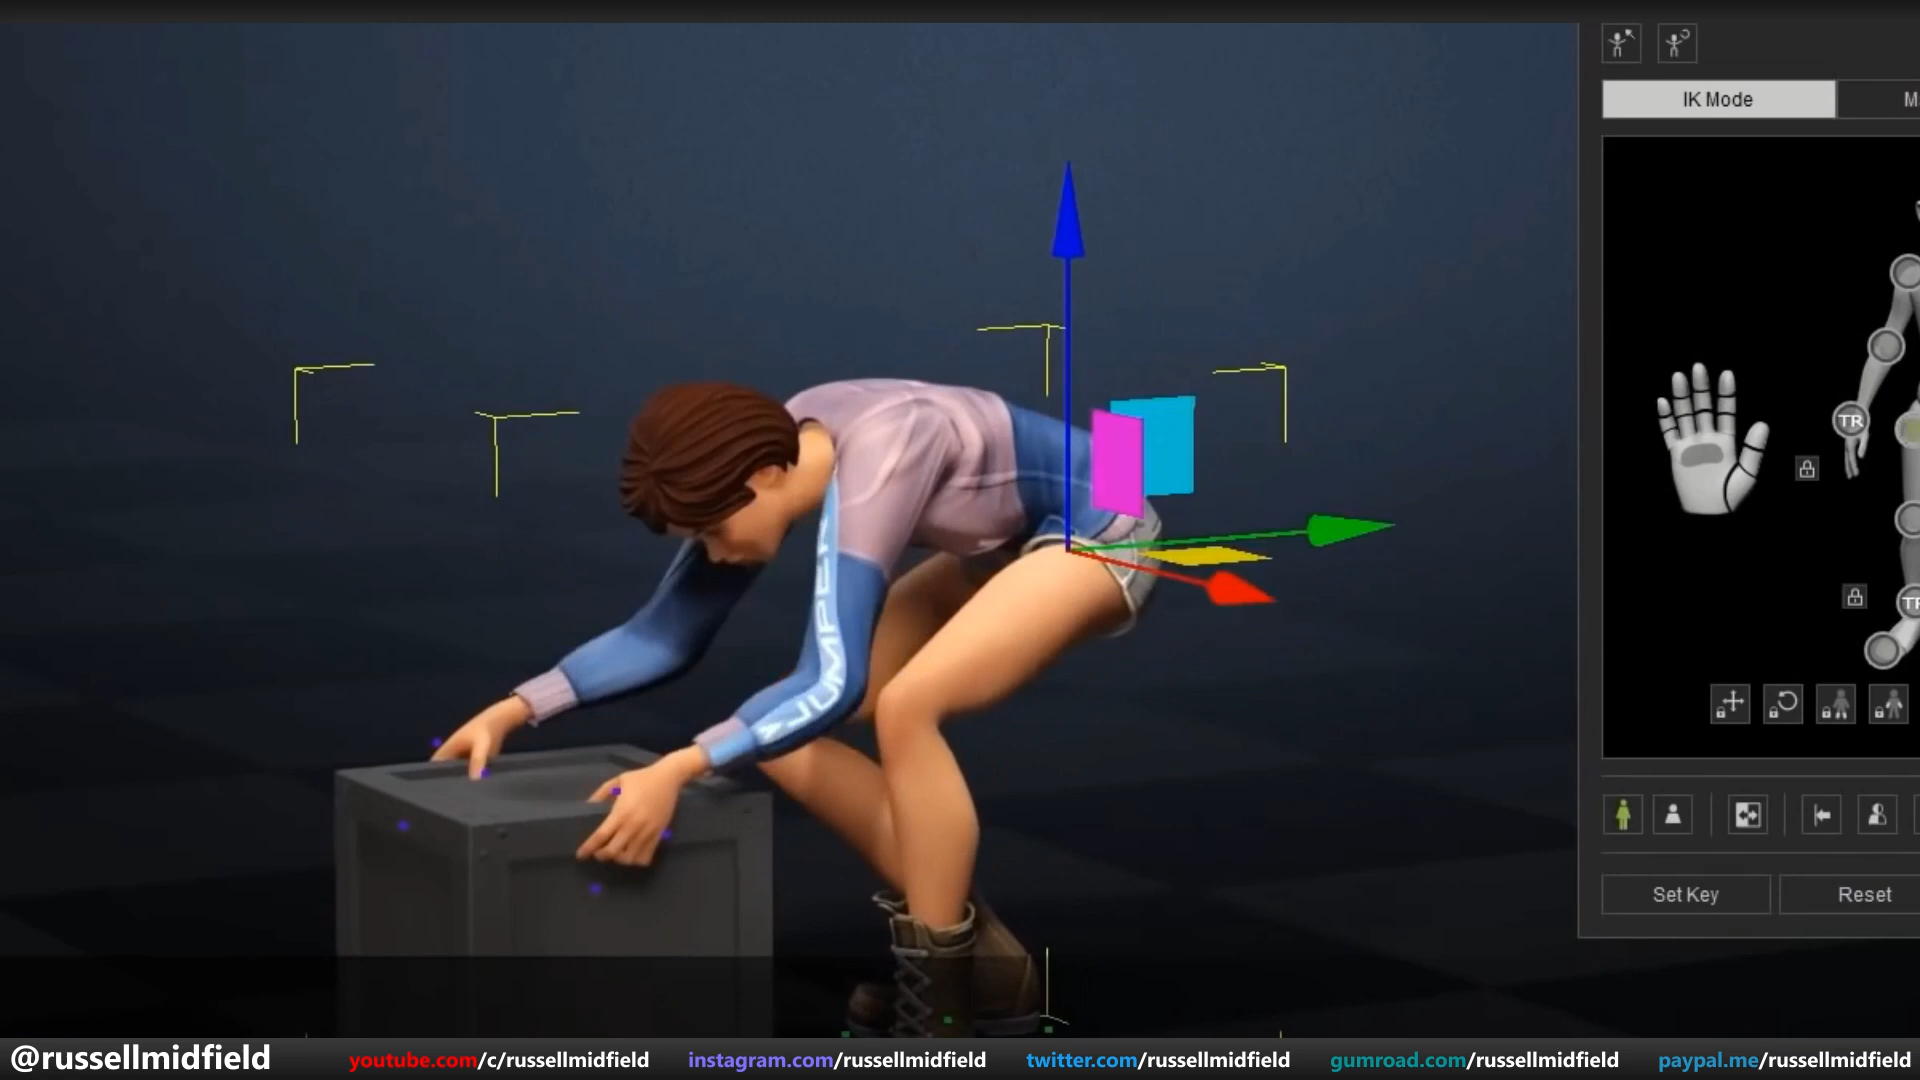 IK Mode
TR
JUMPER
TR
Set Key
Reset
@russellmidfield
youtube.com/c/russellmidfield
instagram.com/russellmidfield
twitter.com/russellmidfield
gumroad.com/russellmidfield
paypal.me/russellmidfield